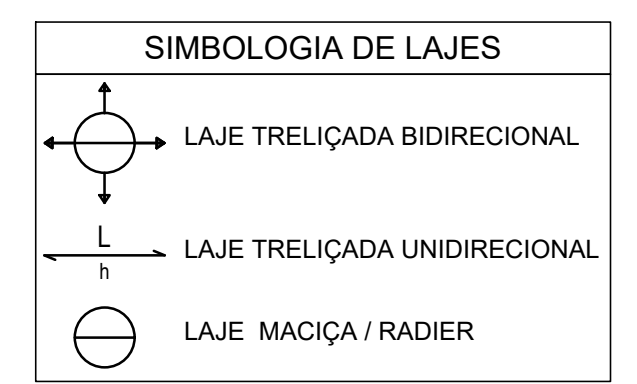 SIMBOLOGIA DE LAJES
LAJE TRELIÇADA BIDIRECIONAL
L
h
LAJE TRELIÇADA UNIDIRECIONAL
LAJE MACIÇA / RADIER